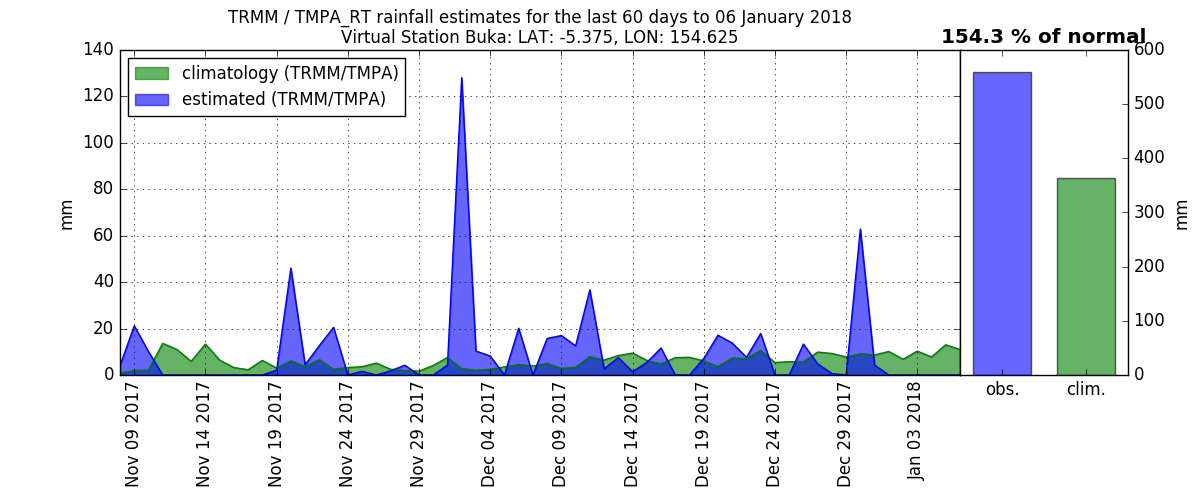 TRMM / TMPA_RT rainfall estimates for the last 60 days to 06 January 2018
Virtual Station Buka: LAT: -5.375, LON: 154.625
154.3 % of normal
climatology (TRMM/TMPA)
estimated (TRMM/TMPA)
mm
140
120
100
80
60
40
20
0
Nov 09 2017
Nov 14 2017
Nov 19 2017
Nov 24 2017
Nov 29 2017
Dec 04 2017
Dec 09 2017
Dec 14 2017
Dec 19 2017
Dec 24 2017
Dec 29 2017
Jan 03 2018
obs.
clim.
600
500
400
300
200
100
0
mm